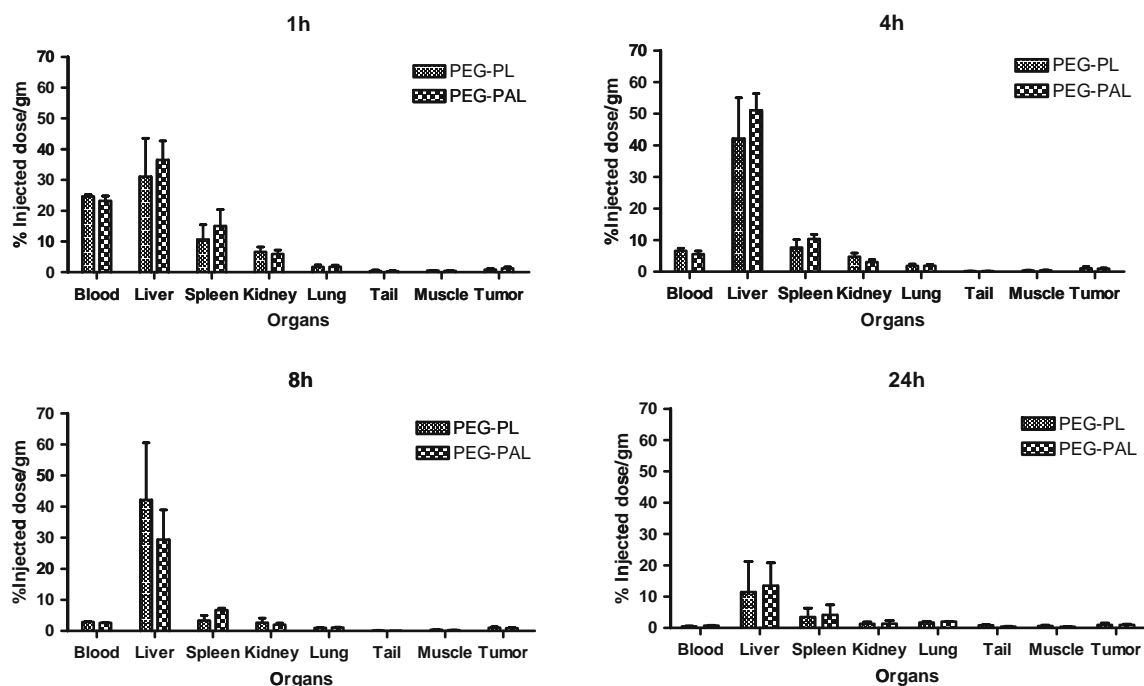 1h
70
60
50
40
30
20
10
0
% Injected dose/gm
PEG-PL
PEG-PAL
Blood Liver Spleen Kidney Lung Tail Muscle Tumor
Organs
4h
70
60
50
40
30
20
10
0
% Injected dose/gm
PEG-PL
PEG-PAL
Blood Liver Spleen Kidney Lung Tail Muscle Tumor
Organs
8h
70
60
50
40
30
20
10
0
%Injected dose/gm
PEG-PL
PEG-PAL
Blood Liver Spleen Kidney Lung Tail Muscle Tumor
Organs
24h
70
60
50
40
30
20
10
0
% Injected dose/gm
PEG-PL
PEG-PAL
Blood Liver Spleen Kidney Lung Tail Muscle Tumor
Organs